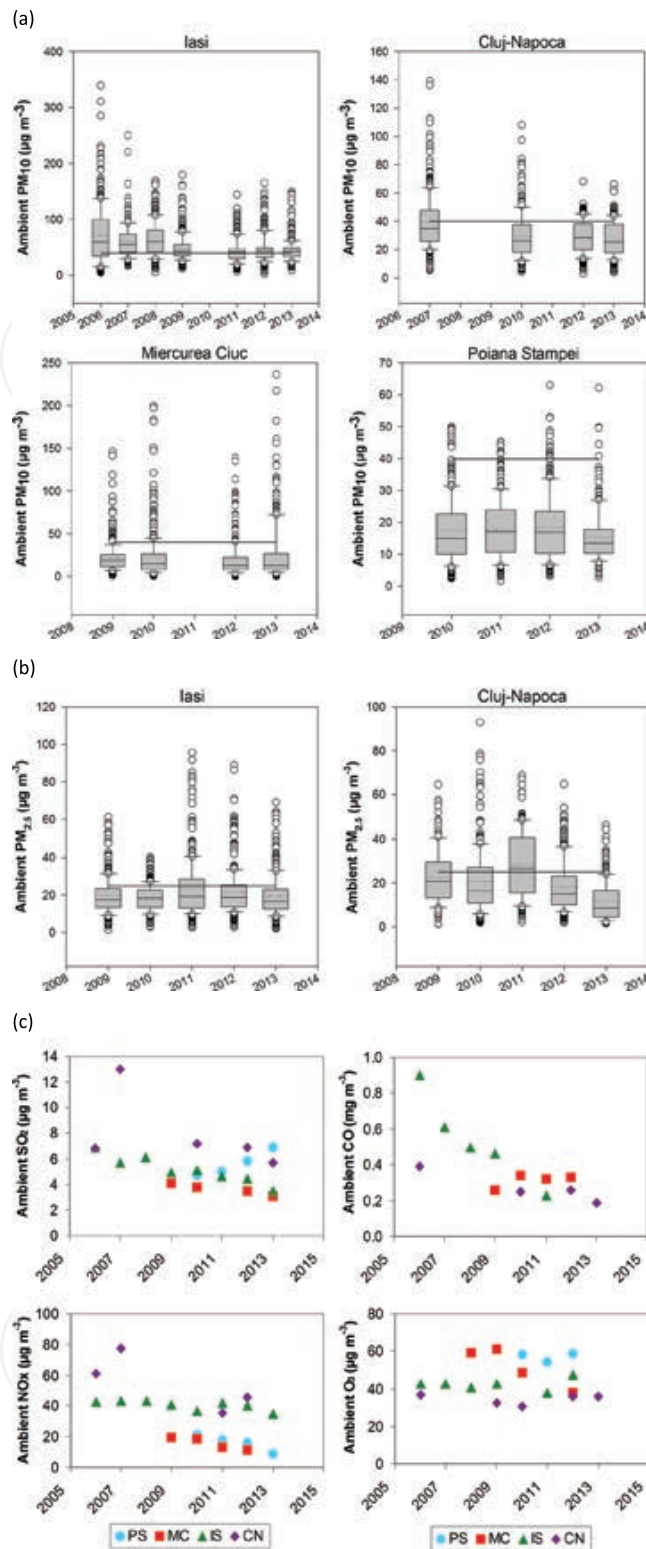 (a)
Iasi
Cluj-Napoca
Ambient PM10 (µg m-3)
400
300
200
100
0
2005 2006 2007 2008 2009 2010 2011 2012 2013 2014
Ambient PM10 (µg m-3)
160
140
120
100
80
60
40
20
0
2006 2007 2008 2009 2010 2011 2012 2013 2014
Miercurea Ciuc
Poiana Stampei
Ambient PM10 (µg m-3)
250
200
150
100
50
0
2008 2009 2010 2011 2012 2013 2014
Ambient PM10 (µg m-3)
70
60
50
40
30
20
10
0
2009 2010 2011 2012 2013 2014
(b)
Iasi
Cluj-Napoca
Ambient PM2.5 (µg m-3)
120
100
80
60
40
20
0
2008 2009 2010 2011 2012 2013 2014
Ambient PM2.5 (µg m-3)
100
80
60
40
20
0
2008 2009 2010 2011 2012 2013 2014
(c)
Ambient SO2 (µg m-3)
14
12
10
8
6
4
2
0
2005 2007 2009 2011 2013 2015
Ambient CO (mg m-3)
1.0
0.8
0.6
0.4
0.2
0.0
2005 2007 2009 2011 2013 2015
Ambient NOx (µg m-3)
100
80
60
40
20
0
2005 2007 2009 2011 2013 2015
Ambient O3 (µg m-3)
80
60
40
20
0
2005 2007 2009 2011 2013 2015
PS MC IS CN
PS MC IS CN